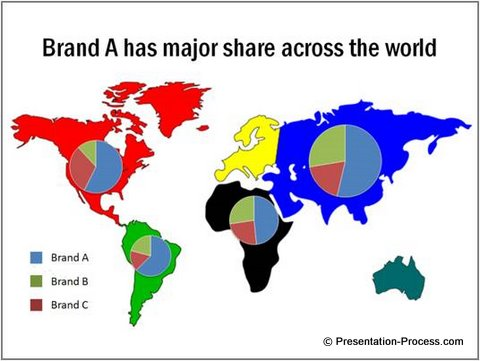 Brand A has major share across the world
Brand A
Brand B
Brand C
© Presentation-Process.com